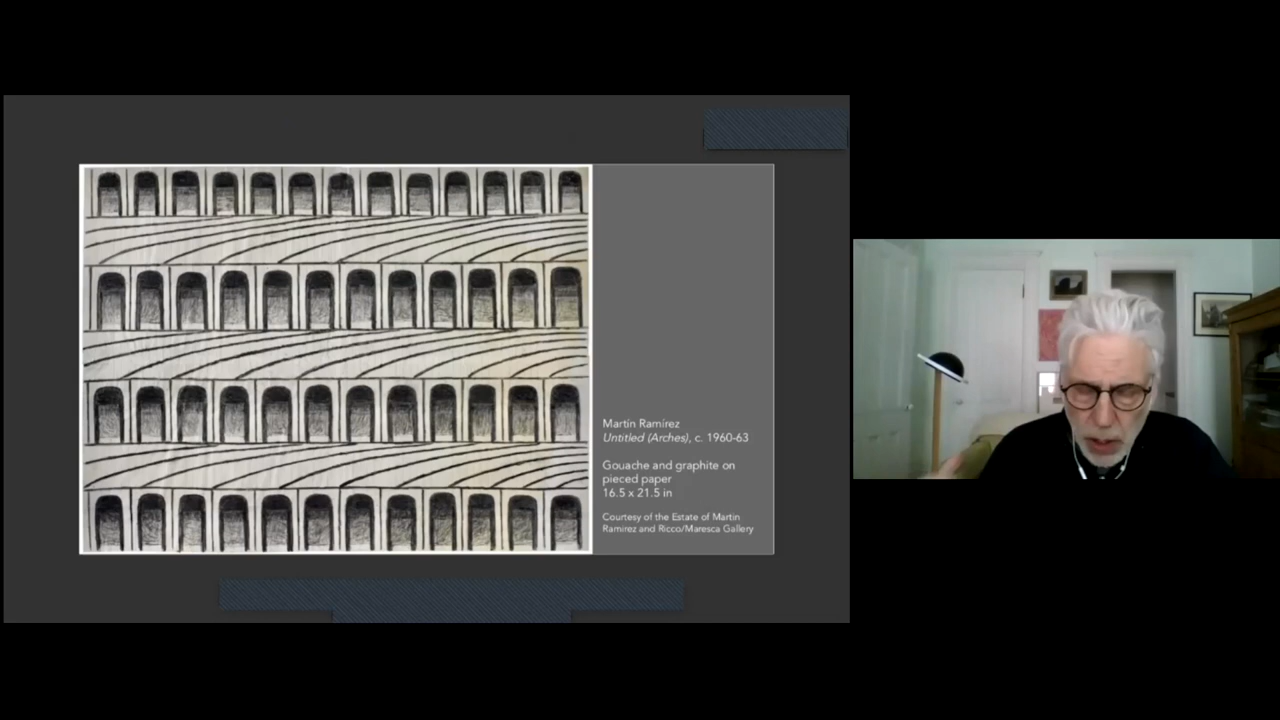 Martín Ramírez
Untitled (Arches), c. 1960-63
Gouache and graphite on
pieced paper
16.5 x 21.5 in
Courtesy of the Estate of Martin
Ramirez and Ricco/Maresca Gallery